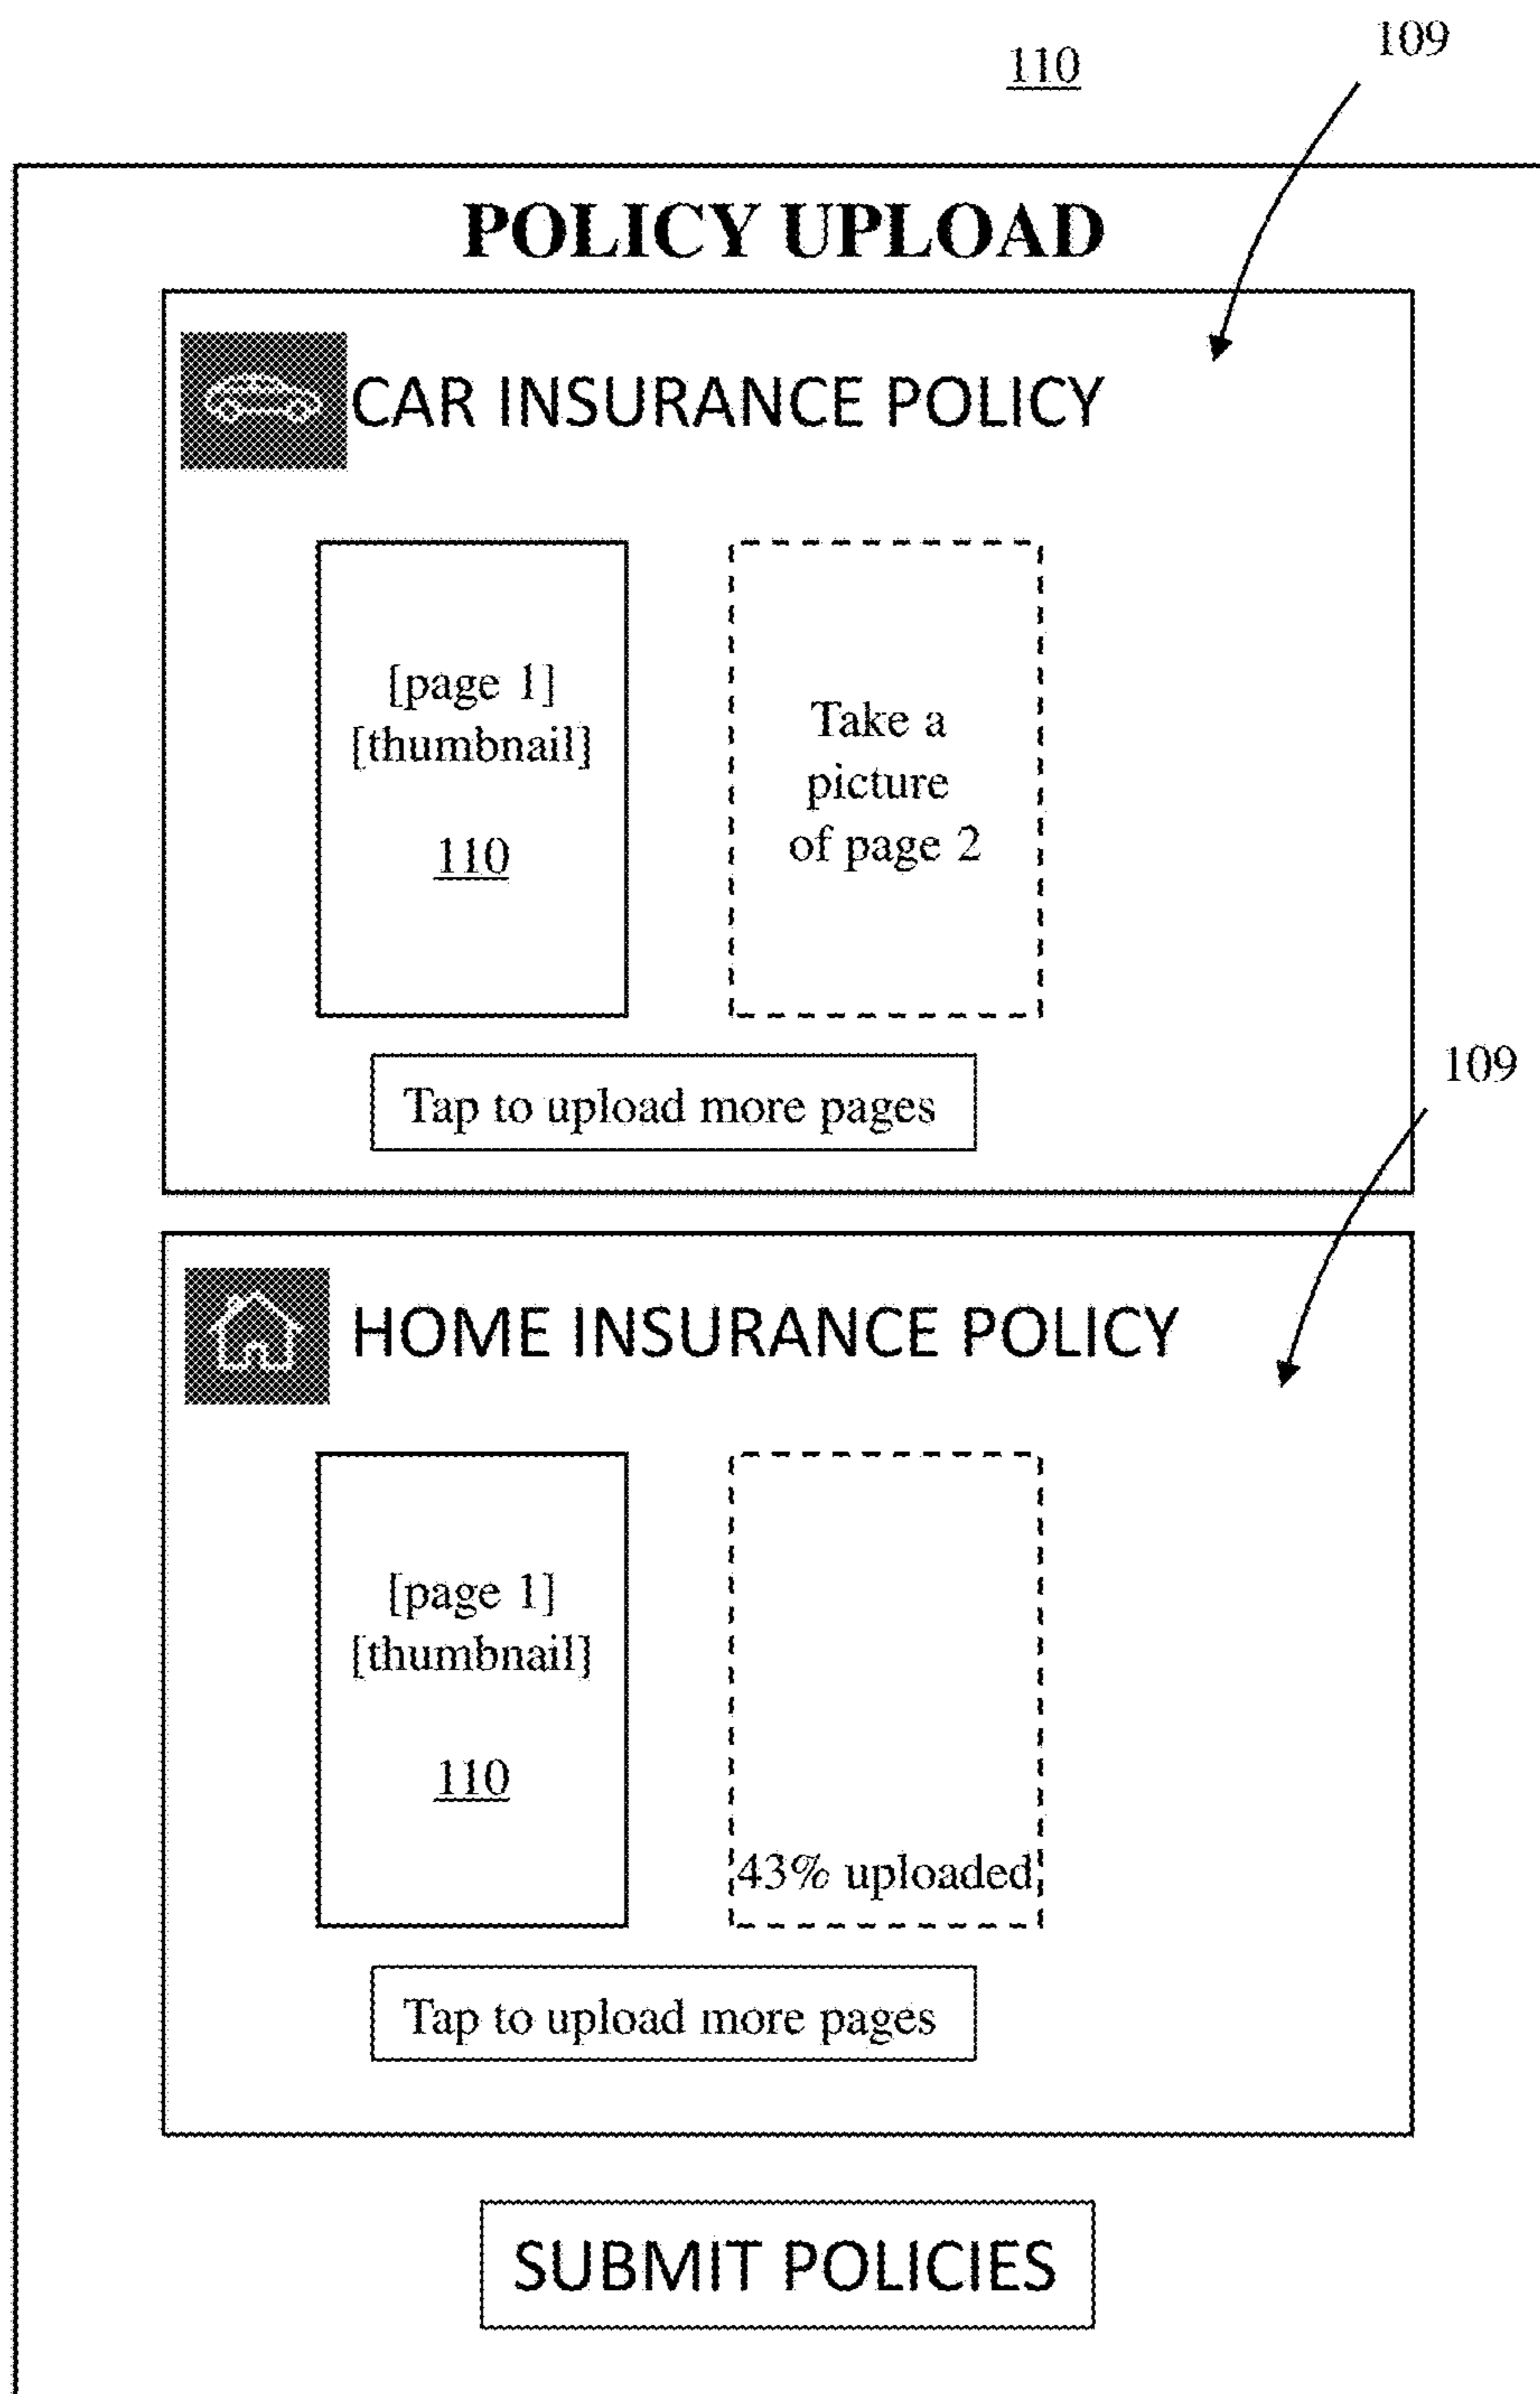 110
109
POLICY UPLOAD
CAR INSURANCE POLICY
[page 1]
[thumbnail]
110
Take a
picture
of page 2
Tap to upload more pages
109
HOME INSURANCE POLICY
[page 1]
[thumbnail]
110
43% uploaded
Tap to upload more pages
SUBMIT POLICIES